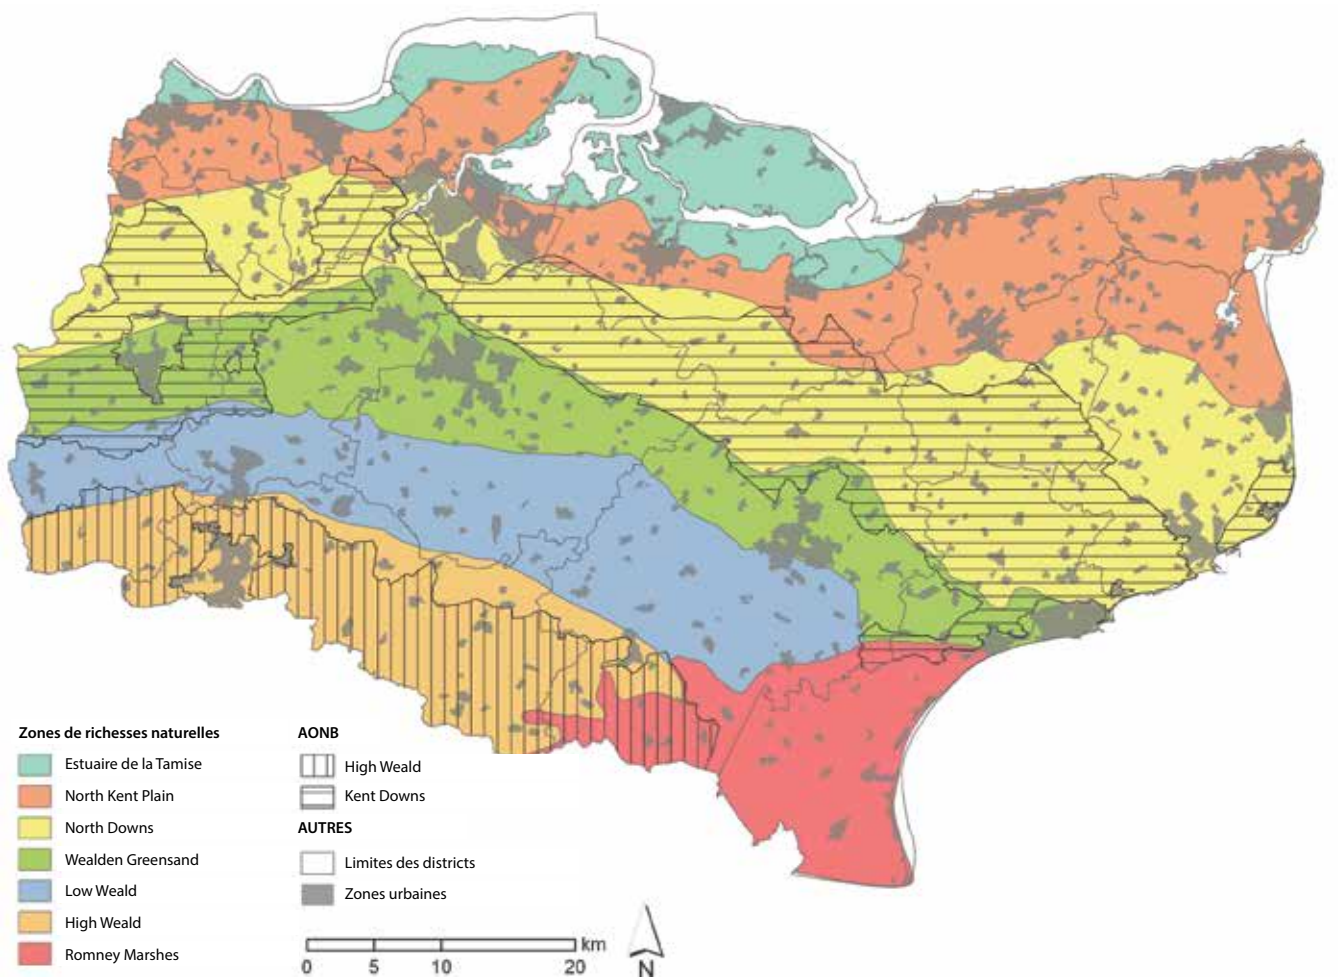 Zones de richesses naturelles
Estuaire de la Tamise
North Kent Plain
North Downs
Wealden Greensand
Low Weald
High Weald
Romney Marshes
AONB
High Weald
Kent Downs
AUTRES
Limites des districts
Zones urbaines
km
0 5 10 20
N